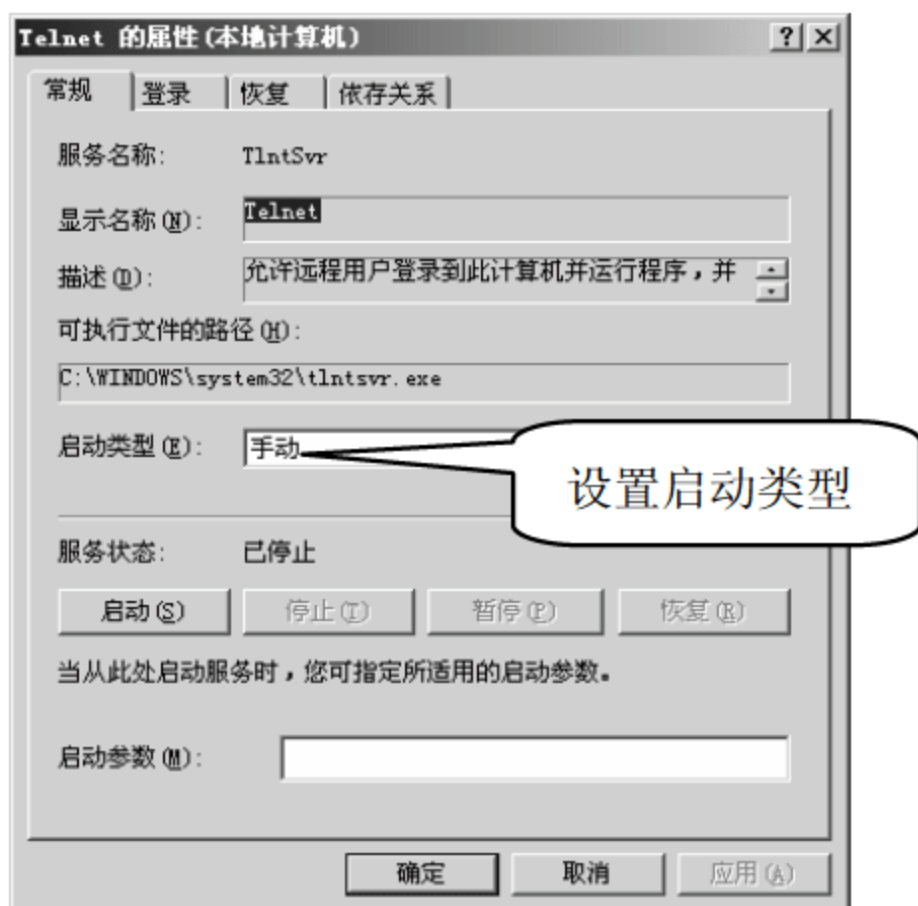 Telnet 的属性(本地计算机)
常规 登录 恢复 依存关系
服务名称: TlntSvr
显示名称(N): Telnet
描述(D): 允许远程用户登录到此计算机并运行程序，并
可执行文件的路径(H):
C:\WINDOWS\system32\tlntsvr.exe
启动类型(E): 手动
设置启动类型
服务状态: 已停止
启动(S) 停止(T) 暂停(P) 恢复(R)
当从此处启动服务时，您可指定所适用的启动参数。
启动参数(M):
确定 取消 应用(A)